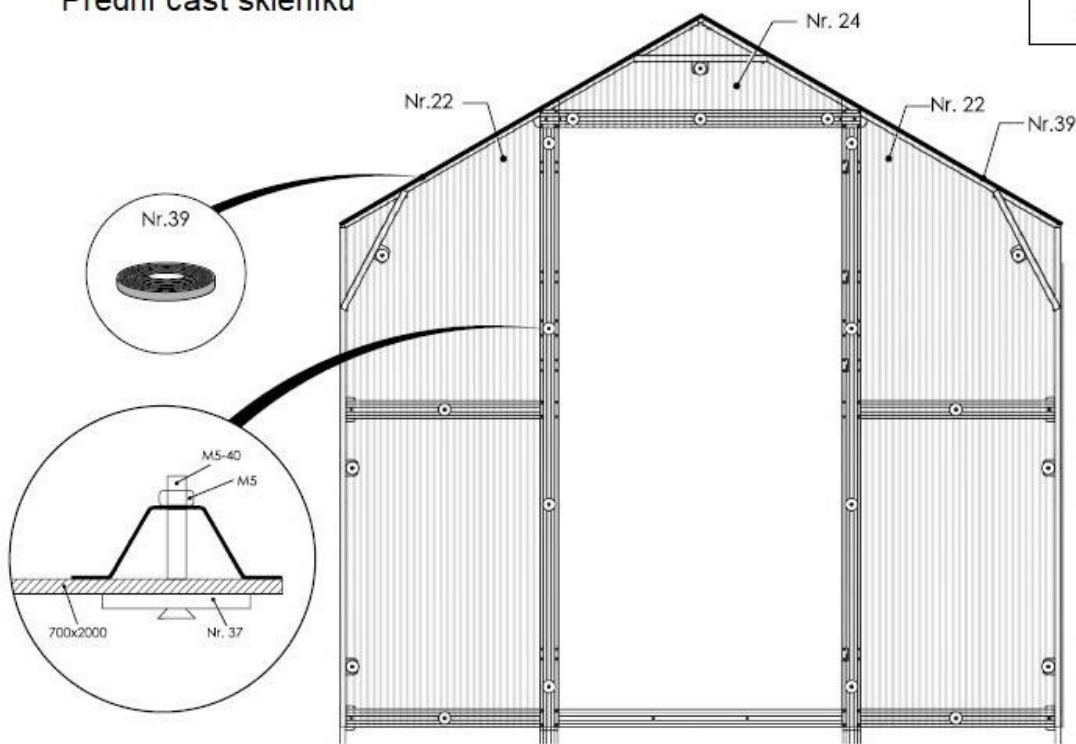 Přední část skleníku
Nr. 24
Nr.22
Nr. 22
Nr.39
Nr.39
M5-40
M5
700x2000
Nr. 37